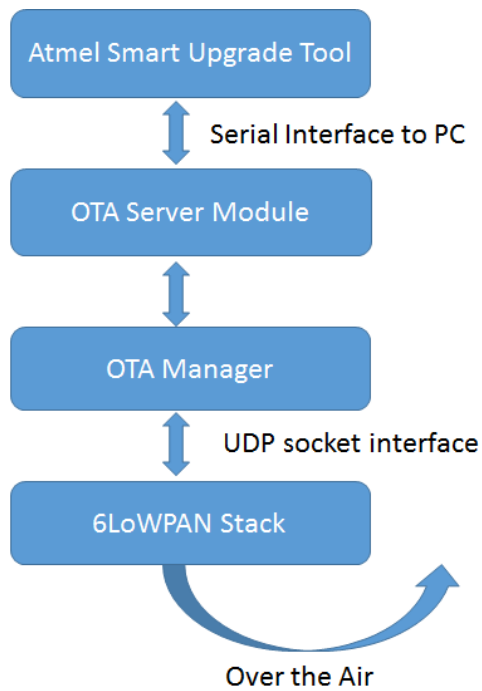 Atmel Smart Upgrade Tool
Serial Interface to PC
OTA Server Module
OTA Manager
UDP socket interface
6LoWPAN Stack
Over the Air